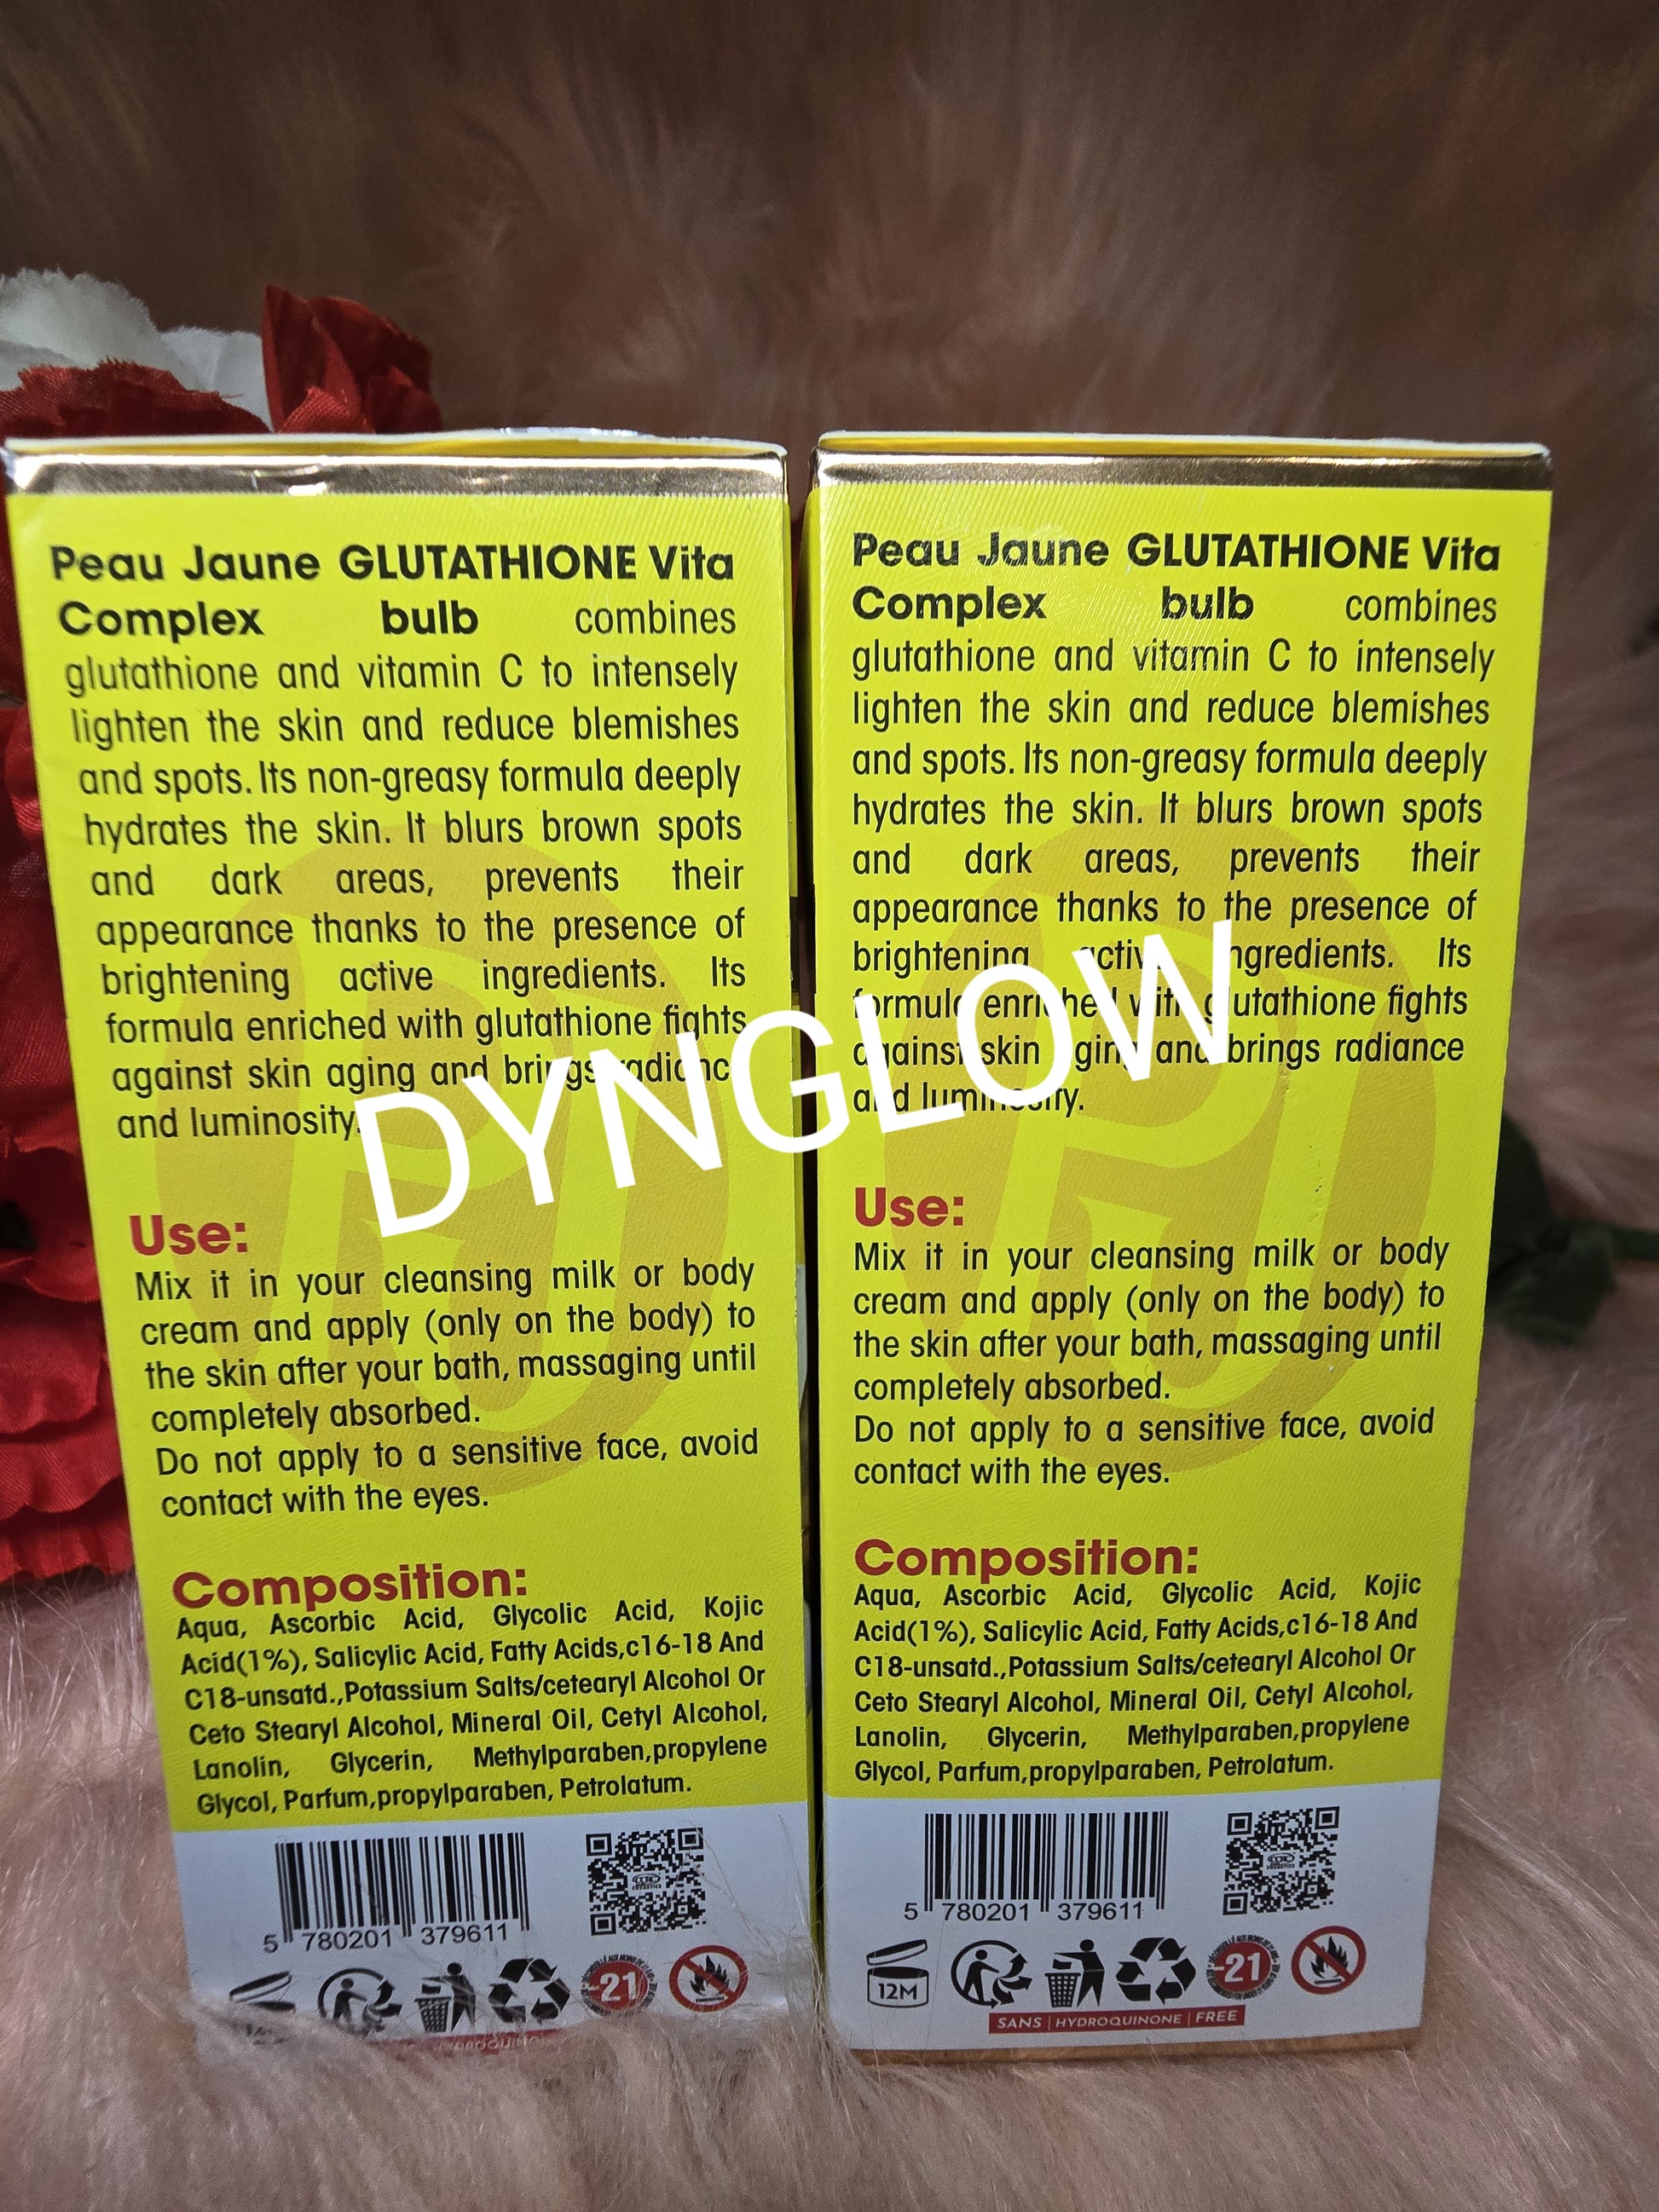 Peau Jaune GLUTATHIONE Vita
Complex bulb combines
glutathione and vitamin C to intensely
lighten the skin and reduce blemishes
and spots. Its non-greasy formula deeply
hydrates the skin. It blurs brown spots
and dark areas, prevents their
appearance thanks to the presence of
brightening active ingredients. Its
formula enriched with glutathione fights
against skin aging and brings radiance
and luminosity.
Use:
Mix it in your cleansing milk or body
cream and apply (only on the body) to
the skin after your bath, massaging until
completely absorbed.
Do not apply to a sensitive face, avoid
contact with the eyes.
Composition:
Aqua, Ascorbic Acid, Glycolic Acid, Kojic
Acid(1%), Salicylic Acid, Fatty Acids,c16-18 And
C18-unsatd.,Potassium Salts/cetearyl Alcohol Or
Ceto Stearyl Alcohol, Mineral Oil, Cetyl Alcohol,
Lanolin, Glycerin, Methylparaben,propylene
Glycol, Parfum,propylparaben, Petrolatum.
5 780201 379611
-21
Peau Jaune GLUTATHIONE Vita
Complex bulb combines
glutathione and vitamin C to intensely
lighten the skin and reduce blemishes
and spots. Its non-greasy formula deeply
hydrates the skin. It blurs brown spots
and dark areas, prevents their
appearance thanks to the presence of
brightening active ingredients. Its
formula enriched with glutathione fights
against skin aging and brings radiance
and luminosity.
Use:
Mix it in your cleansing milk or body
cream and apply (only on the body) to
the skin after your bath, massaging until
completely absorbed.
Do not apply to a sensitive face, avoid
contact with the eyes.
Composition:
Aqua, Ascorbic Acid, Glycolic Acid, Kojic
Acid(1%), Salicylic Acid, Fatty Acids,c16-18 And
C18-unsatd.,Potassium Salts/cetearyl Alcohol Or
Ceto Stearyl Alcohol, Mineral Oil, Cetyl Alcohol,
Lanolin, Glycerin, Methylparaben,propylene
Glycol, Parfum,propylparaben, Petrolatum.
5 780201 379611
12M
-21
SANS | HYDROQUINONE | FREE
DYNGLOW